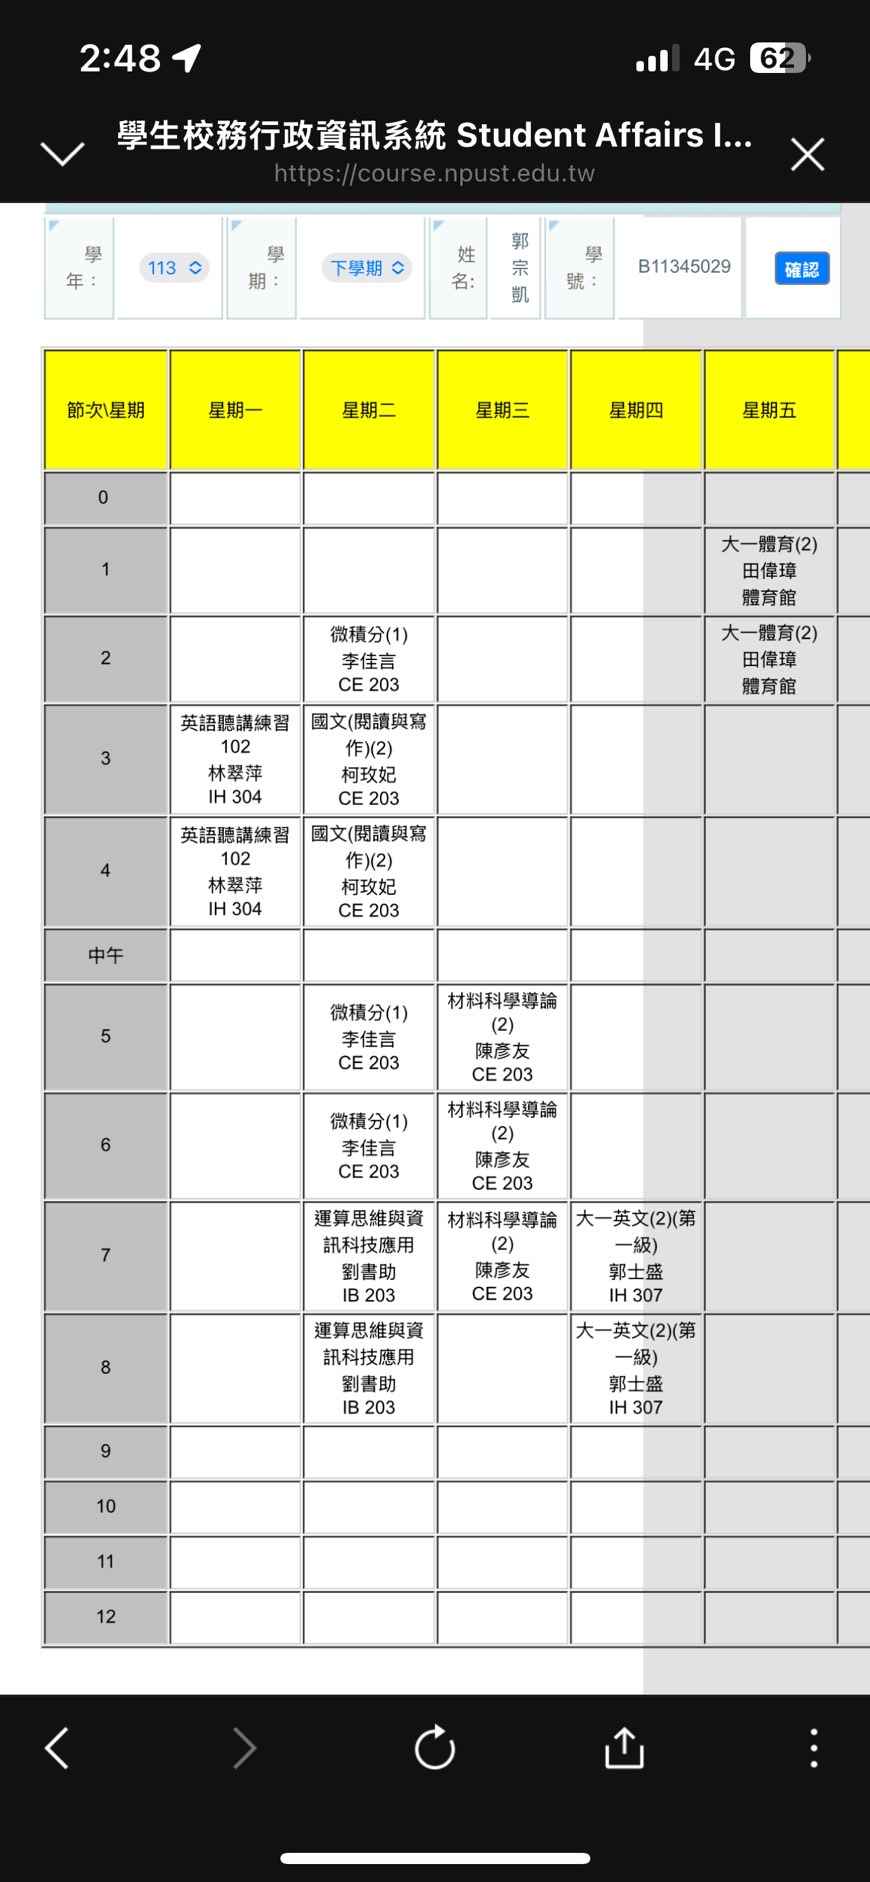 2:48
4G
62
學生校務行政資訊系統 Student Affairs I...
https://course.npust.edu.tw
學
年：
113
學
期：
下學期
姓
名:
郭
宗
凱
學
號：
B11345029
確認
節次\星期
星期一
星期二
星期三
星期四
星期五
0
1
大一體育(2)
田偉璋
體育館
2
微積分(1)
李佳言
CE 203
大一體育(2)
田偉璋
體育館
3
英語聽講練習
102
林翠萍
IH 304
國文(閱讀與寫
作)(2)
柯玫妃
CE 203
4
英語聽講練習
102
林翠萍
IH 304
國文(閱讀與寫
作)(2)
柯玫妃
CE 203
中午
5
微積分(1)
李佳言
CE 203
材料科學導論
(2)
陳彥友
CE 203
6
微積分(1)
李佳言
CE 203
材料科學導論
(2)
陳彥友
CE 203
7
運算思維與資
訊科技應用
劉書助
IB 203
材料科學導論
(2)
陳彥友
CE 203
大一英文(2)(第
一級)
郭士盛
IH 307
8
運算思維與資
訊科技應用
劉書助
IB 203
大一英文(2)(第
一級)
郭士盛
IH 307
9
10
11
12